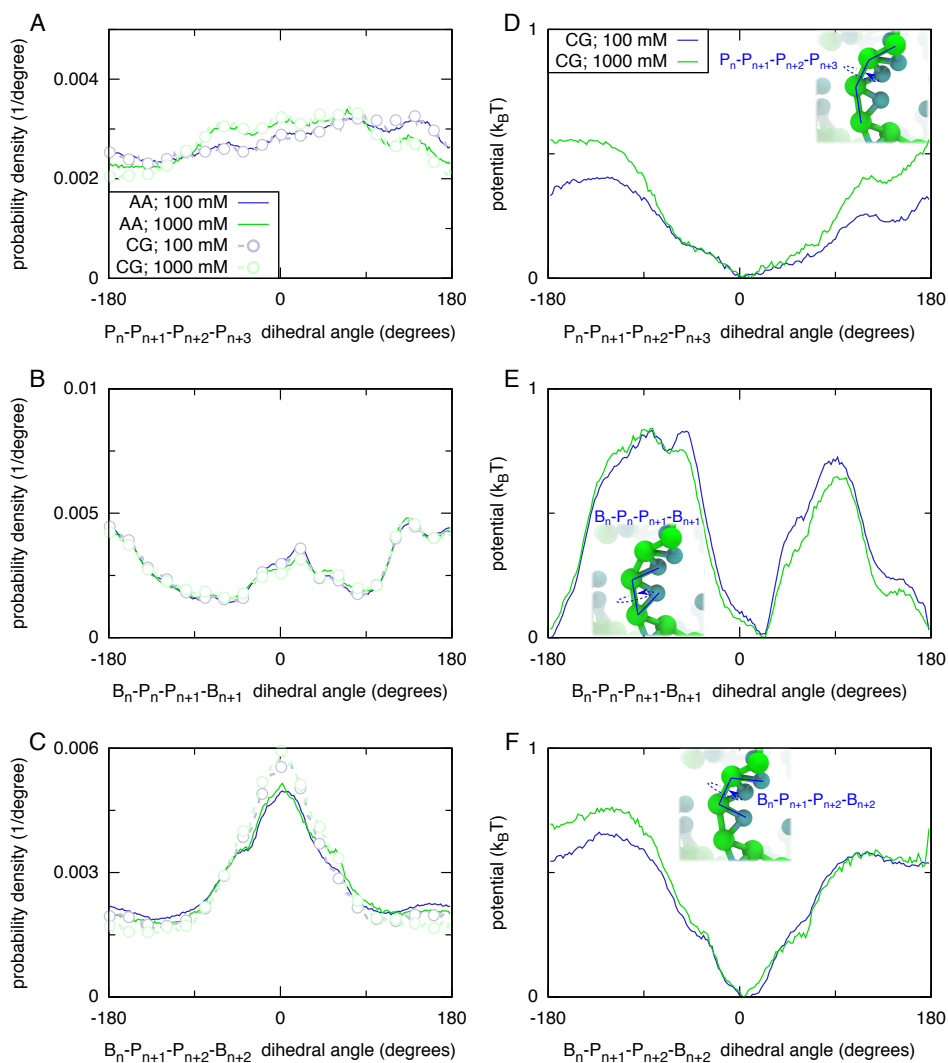 A
probability density (1/degree)
0.004
0.002
0
AA; 100 mM
AA; 1000 mM
CG; 100 mM
CG; 1000 mM
-180 0 180
Pn-Pn+1-Pn+2-Pn+3 dihedral angle (degrees)
D
potential (kBT)
1
0
CG; 100 mM
CG; 1000 mM
Pn-Pn+1-Pn+2-Pn+3
-180 0 180
Pn-Pn+1-Pn+2-Pn+3 dihedral angle (degrees)
B
probability density (1/degree)
0.01
0.005
0
-180 0 180
Bn-Pn-Pn+1-Bn+1 dihedral angle (degrees)
E
potential (kBT)
1
0
Bn-Pn-Pn+1-Bn+1
-180 0 180
Bn-Pn-Pn+1-Bn+1 dihedral angle (degrees)
C
probability density (1/degree)
0.006
0.003
0
-180 0 180
Bn-Pn+1-Pn+2-Bn+2 dihedral angle (degrees)
F
potential (kBT)
1
0
Bn-Pn+1-Pn+2-Bn+2
-180 0 180
Bn-Pn+1-Pn+2-Bn+2 dihedral angle (degrees)